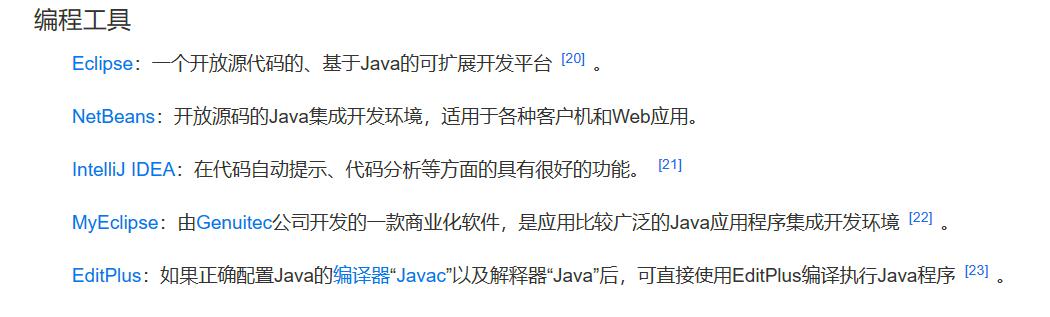 编程工具
Eclipse：一个开放源代码的、基于Java的可扩展开发平台 [20] 。
NetBeans：开放源码的Java集成开发环境，适用于各种客户机和Web应用。
IntelliJ IDEA：在代码自动提示、代码分析等方面的具有很好的功能。 [21]
MyEclipse：由Genuitec公司开发的一款商业化软件，是应用比较广泛的Java应用程序集成开发环境 [22] 。
EditPlus：如果正确配置Java的编译器“Javac”以及解释器“Java”后，可直接使用EditPlus编译执行Java程序 [23] 。